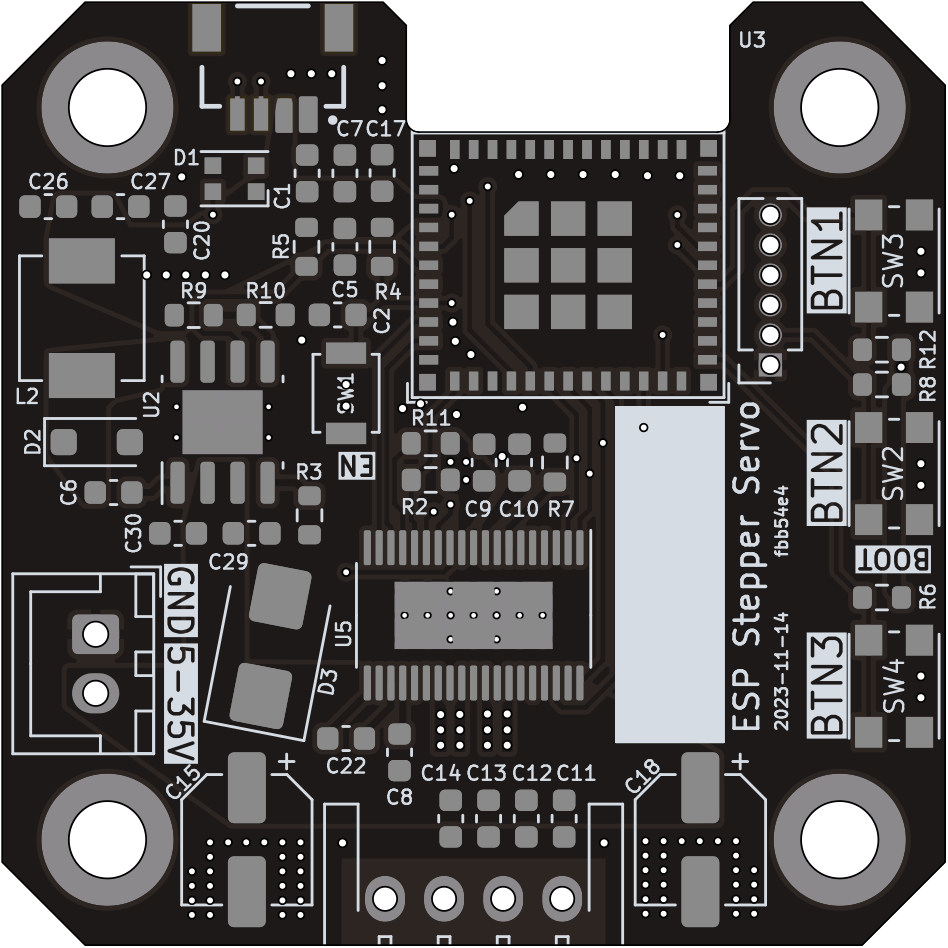 U3
C7
C17
D1
C26
C27
C1
C20
R5
R9
R10
C5
R4
C2
BTN1
SW3
R12
R8
L2
U2
SW1
D2
R11
EN
R3
C6
R2
C9
C10
R7
BTN2
SW2
C30
C29
BOOT
GND
5-35V
U5
D3
ESP Stepper Servo
fbb54e4
2023-11-14
R6
BTN3
SW4
C22
C8
C15
+
C14
C13
C12
C11
C18
+